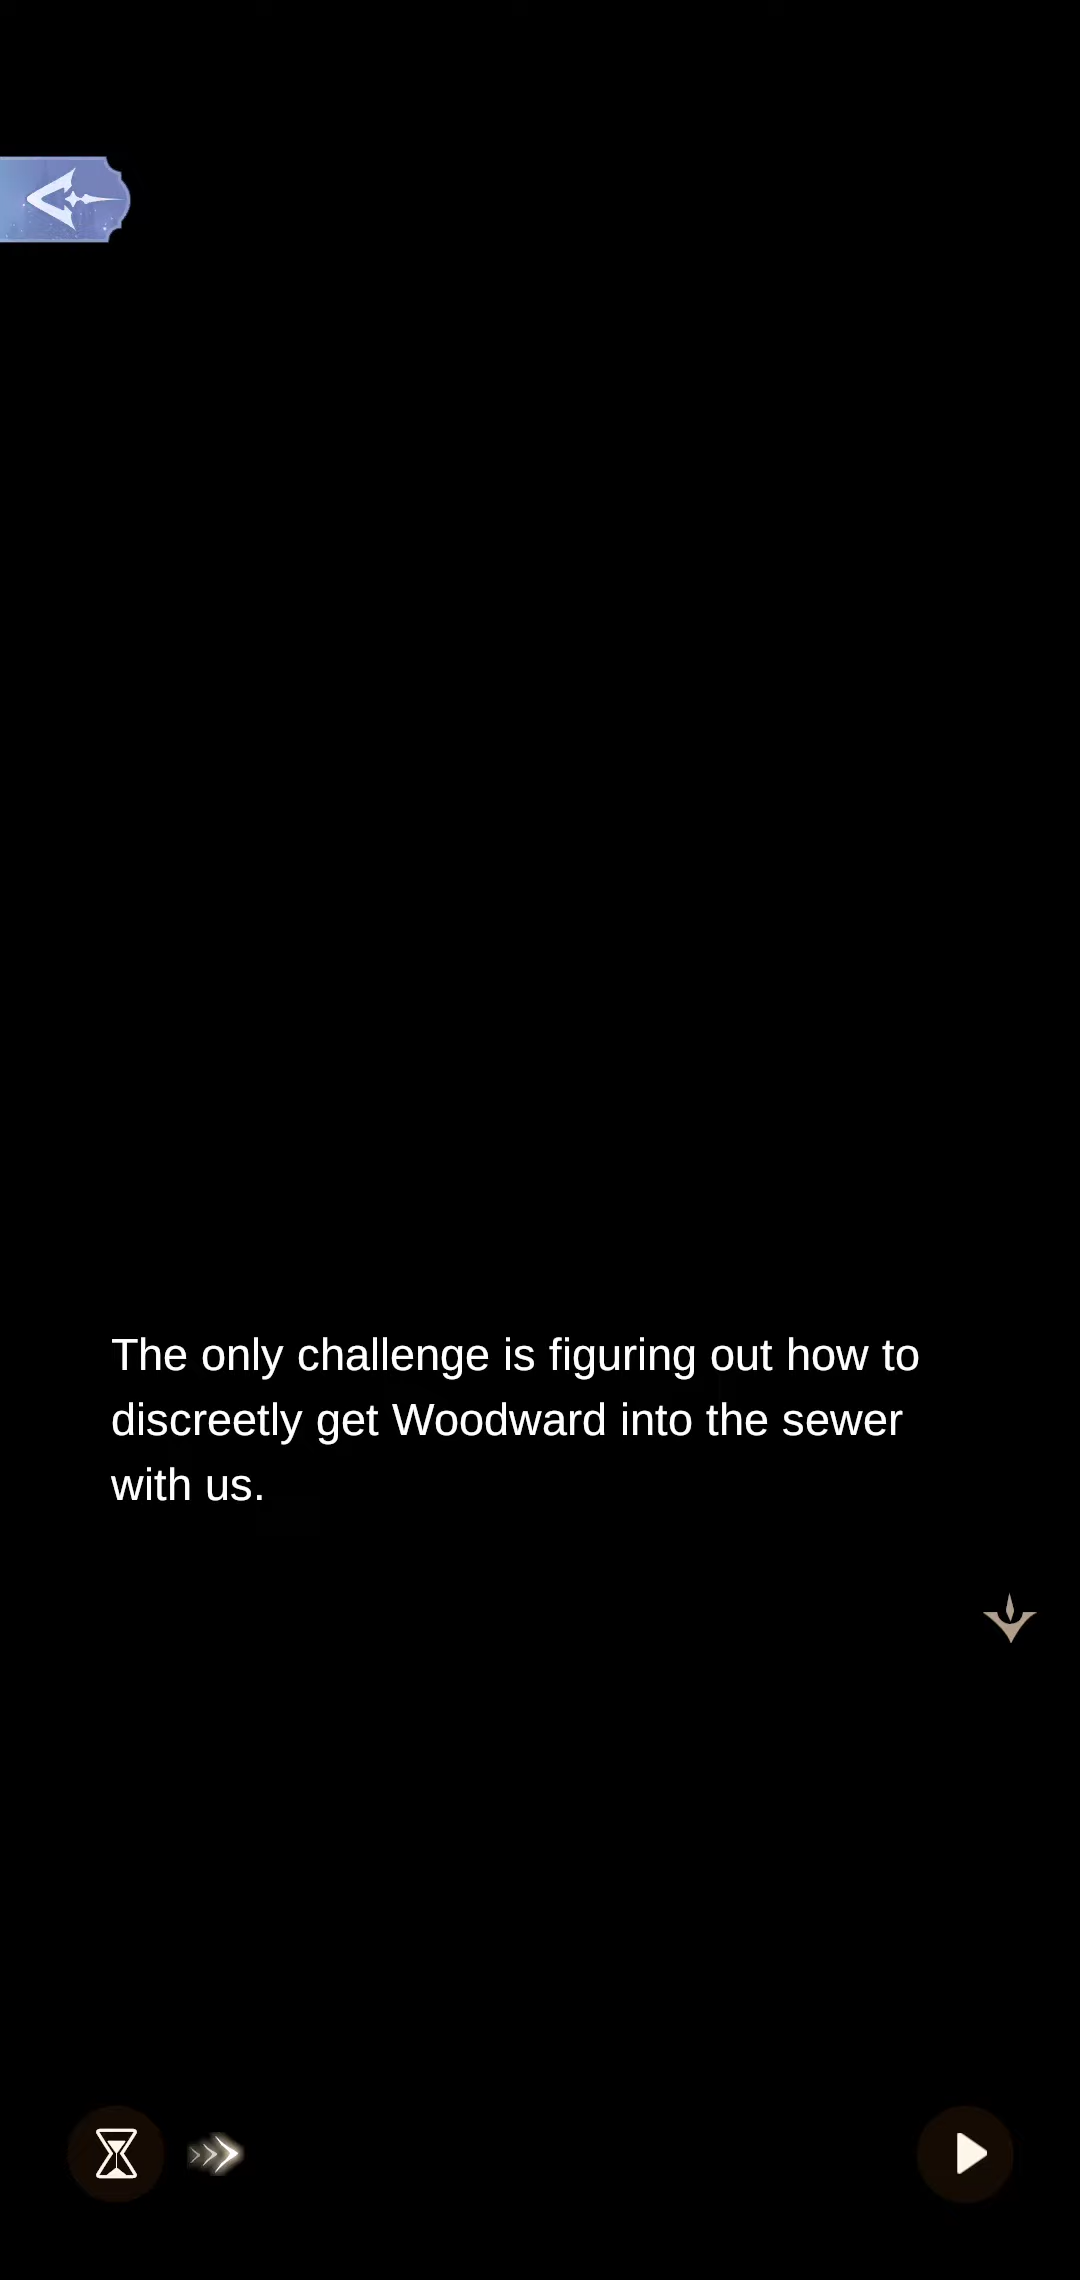 The only challenge is figuring out how to
discreetly get Woodward into the sewer
with us.